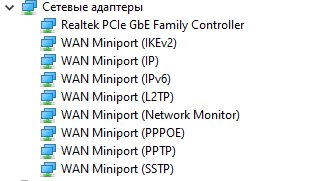 Сетевые адаптеры
Realtek PCIe GbE Family Controller
WAN Miniport (IKEv2)
WAN Miniport (IP)
WAN Miniport (IPv6)
WAN Miniport (L2TP)
WAN Miniport (Network Monitor)
WAN Miniport (PPPOE)
WAN Miniport (PPTP)
WAN Miniport (SSTP)